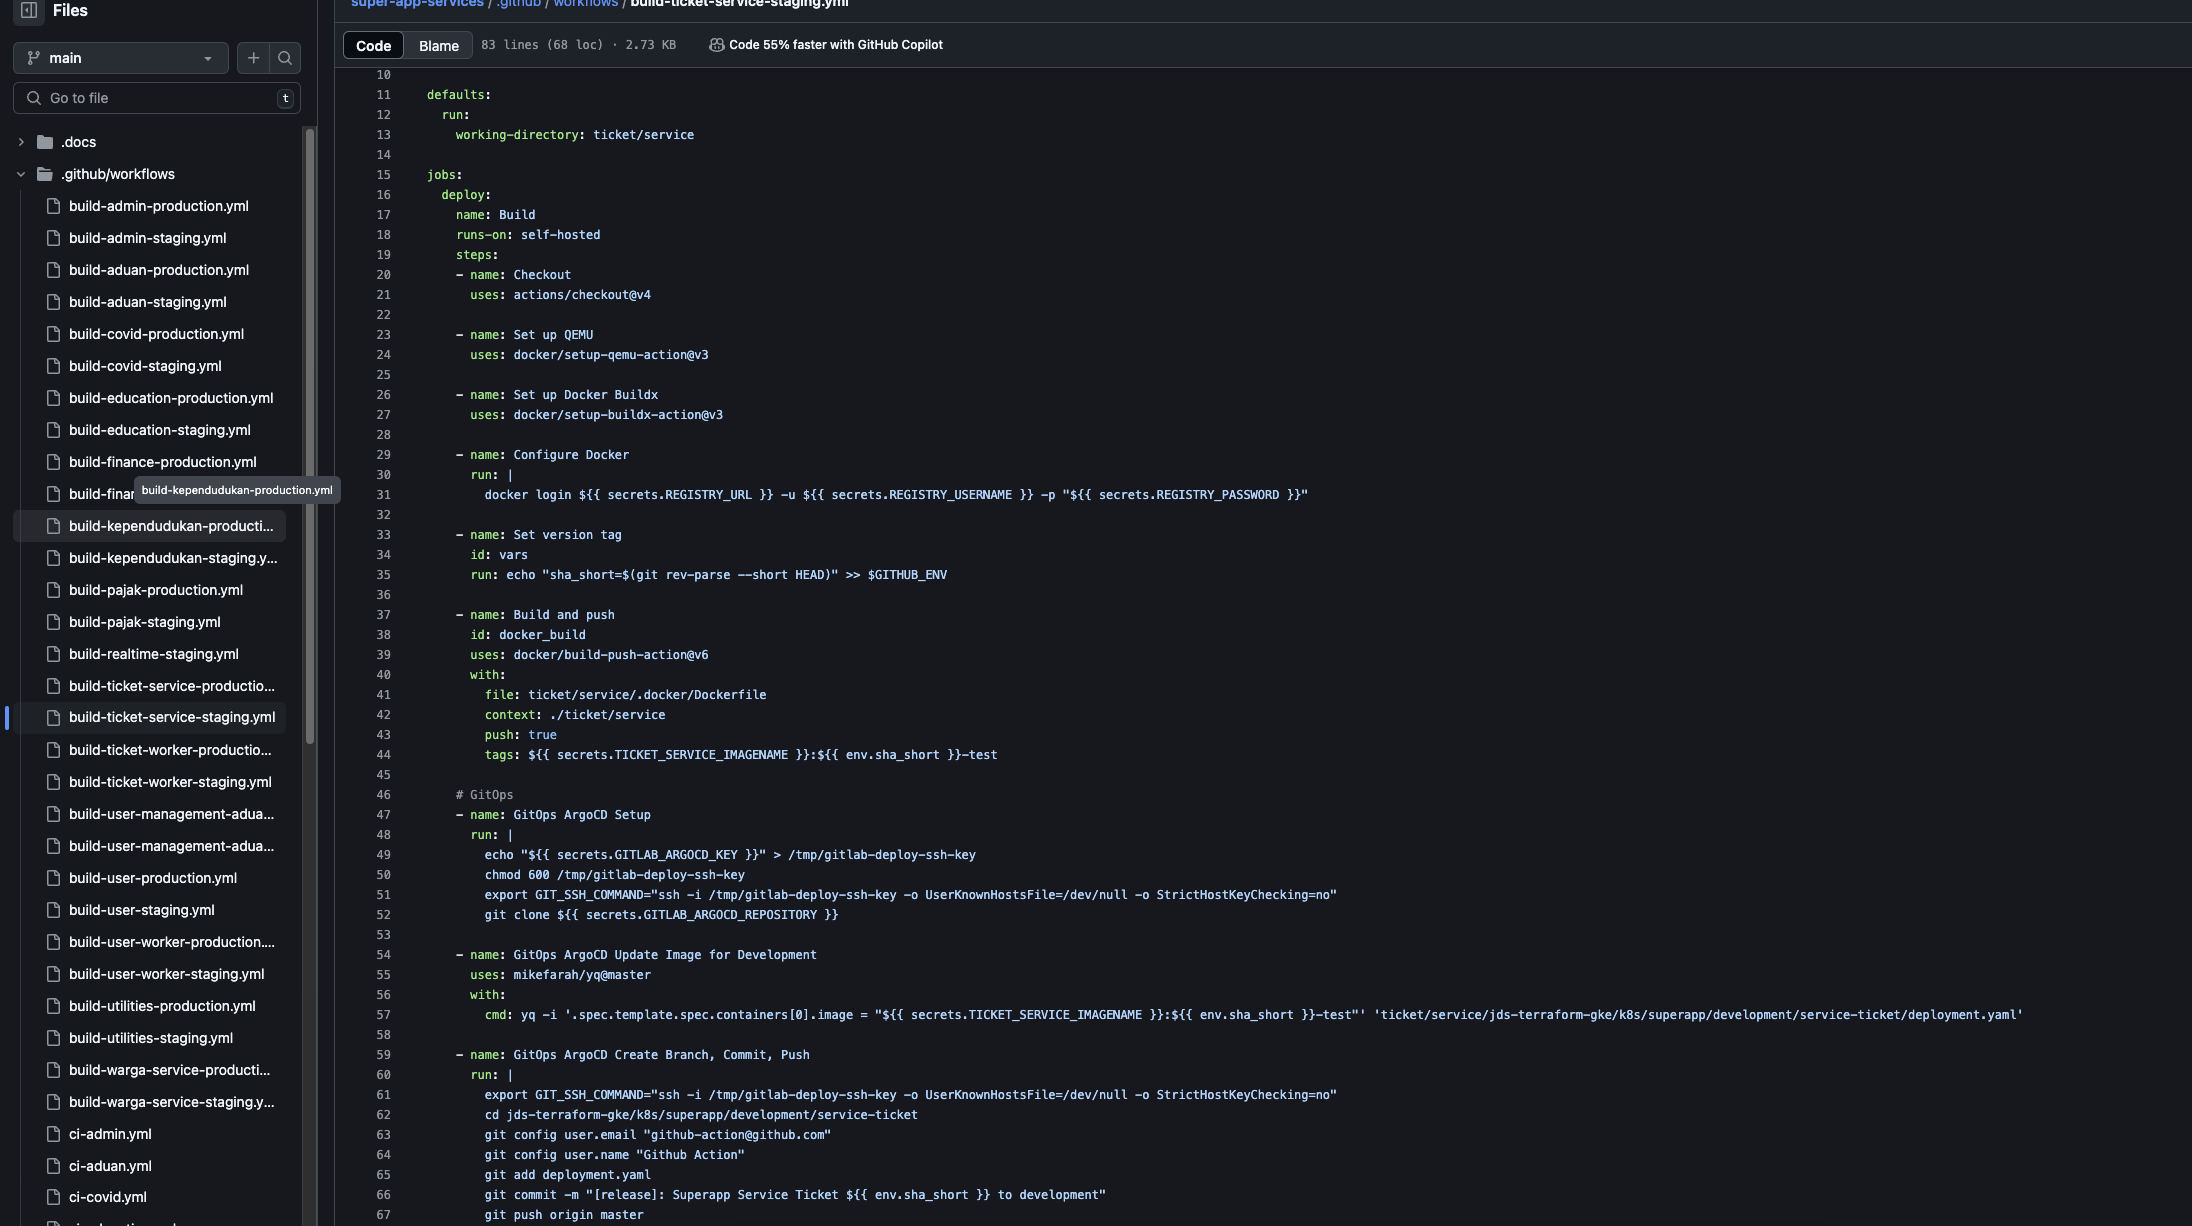 Files
main
Go to file
t
.docs
.github/workflows
build-admin-production.yml
build-admin-staging.yml
build-aduan-production.yml
build-aduan-staging.yml
build-covid-production.yml
build-covid-staging.yml
build-education-production.yml
build-education-staging.yml
build-finance-production.yml
build-finar
build-kependudukan-production.yml
build-kependudukan-producti...
build-kependudukan-staging.y...
build-pajak-production.yml
build-pajak-staging.yml
build-realtime-staging.yml
build-ticket-service-productio...
build-ticket-service-staging.yml
build-ticket-worker-productio...
build-ticket-worker-staging.yml
build-user-management-adua...
build-user-management-adua...
build-user-production.yml
build-user-staging.yml
build-user-worker-production....
build-user-worker-staging.yml
build-utilities-production.yml
build-utilities-staging.yml
build-warga-service-producti...
build-warga-service-staging.y...
ci-admin.yml
ci-aduan.yml
ci-covid.yml
super-app-services / .github / workflows / build-ticket-service-staging.yml
Code Blame 83 lines (68 loc) · 2.73 KB Code 55% faster with GitHub Copilot
10
11 defaults:
12   run:
13     working-directory: ticket/service
14
15 jobs:
16   deploy:
17     name: Build
18     runs-on: self-hosted
19     steps:
20     - name: Checkout
21       uses: actions/checkout@v4
22
23     - name: Set up QEMU
24       uses: docker/setup-qemu-action@v3
25
26     - name: Set up Docker Buildx
27       uses: docker/setup-buildx-action@v3
28
29     - name: Configure Docker
30       run: |
31         docker login ${{ secrets.REGISTRY_URL }} -u ${{ secrets.REGISTRY_USERNAME }} -p "${{ secrets.REGISTRY_PASSWORD }}"
32
33     - name: Set version tag
34       id: vars
35       run: echo "sha_short=$(git rev-parse --short HEAD)" >> $GITHUB_ENV
36
37     - name: Build and push
38       id: docker_build
39       uses: docker/build-push-action@v6
40       with:
41         file: ticket/service/.docker/Dockerfile
42         context: ./ticket/service
43         push: true
44         tags: ${{ secrets.TICKET_SERVICE_IMAGENAME }}:${{ env.sha_short }}-test
45
46     # GitOps
47     - name: GitOps ArgoCD Setup
48       run: |
49         echo "${{ secrets.GITLAB_ARGOCD_KEY }}" > /tmp/gitlab-deploy-ssh-key
50         chmod 600 /tmp/gitlab-deploy-ssh-key
51         export GIT_SSH_COMMAND="ssh -i /tmp/gitlab-deploy-ssh-key -o UserKnownHostsFile=/dev/null -o StrictHostKeyChecking=no"
52         git clone ${{ secrets.GITLAB_ARGOCD_REPOSITORY }}
53
54     - name: GitOps ArgoCD Update Image for Development
55       uses: mikefarah/yq@master
56       with:
57         cmd: yq -i '.spec.template.spec.containers[0].image = "${{ secrets.TICKET_SERVICE_IMAGENAME }}:${{ env.sha_short }}-test"' 'ticket/service/jds-terraform-gke/k8s/superapp/development/service-ticket/deployment.yaml'
58
59     - name: GitOps ArgoCD Create Branch, Commit, Push
60       run: |
61         export GIT_SSH_COMMAND="ssh -i /tmp/gitlab-deploy-ssh-key -o UserKnownHostsFile=/dev/null -o StrictHostKeyChecking=no"
62         cd jds-terraform-gke/k8s/superapp/development/service-ticket
63         git config user.email "github-action@github.com"
64         git config user.name "Github Action"
65         git add deployment.yaml
66         git commit -m "[release]: Superapp Service Ticket ${{ env.sha_short }} to development"
67         git push origin master